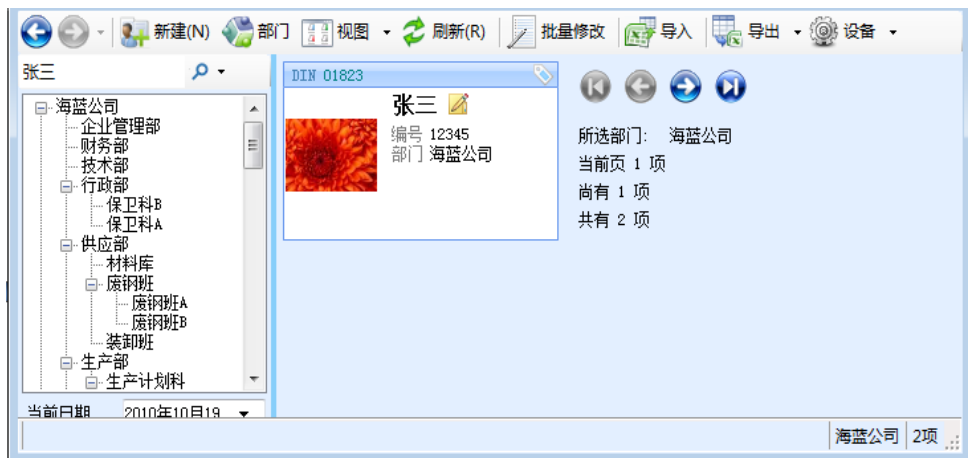 新建(N) 部门 视图 刷新(R) 批量修改 导入 导出 设备
张三
海蓝公司
企业管理部
财务部
技术部
行政部
保卫科B
保卫科A
供应部
材料库
废钢班
废钢班A
废钢班B
装卸班
生产部
生产计划科
当前日期 2010年10月19
DIN 01823
张三
编号 12345
部门 海蓝公司
所选部门: 海蓝公司
当前页 1 项
尚有 1 项
共有 2 项
海蓝公司 2项